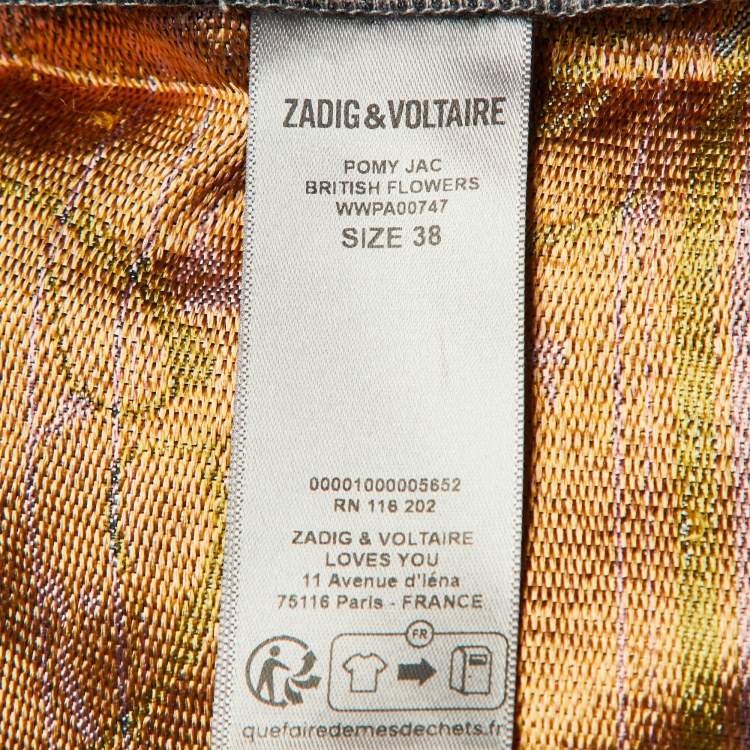 ZADIG&VOLTAIRE
POMY JAC
BRITISH FLOWERS
WWPA00747
SIZE 38
00001000005652
RN 116 202
ZADIG & VOLTAIRE
LOVES YOU
11 Avenue d'Iéna
75116 Paris - FRANCE
FR
quefairedemesdechets.fr